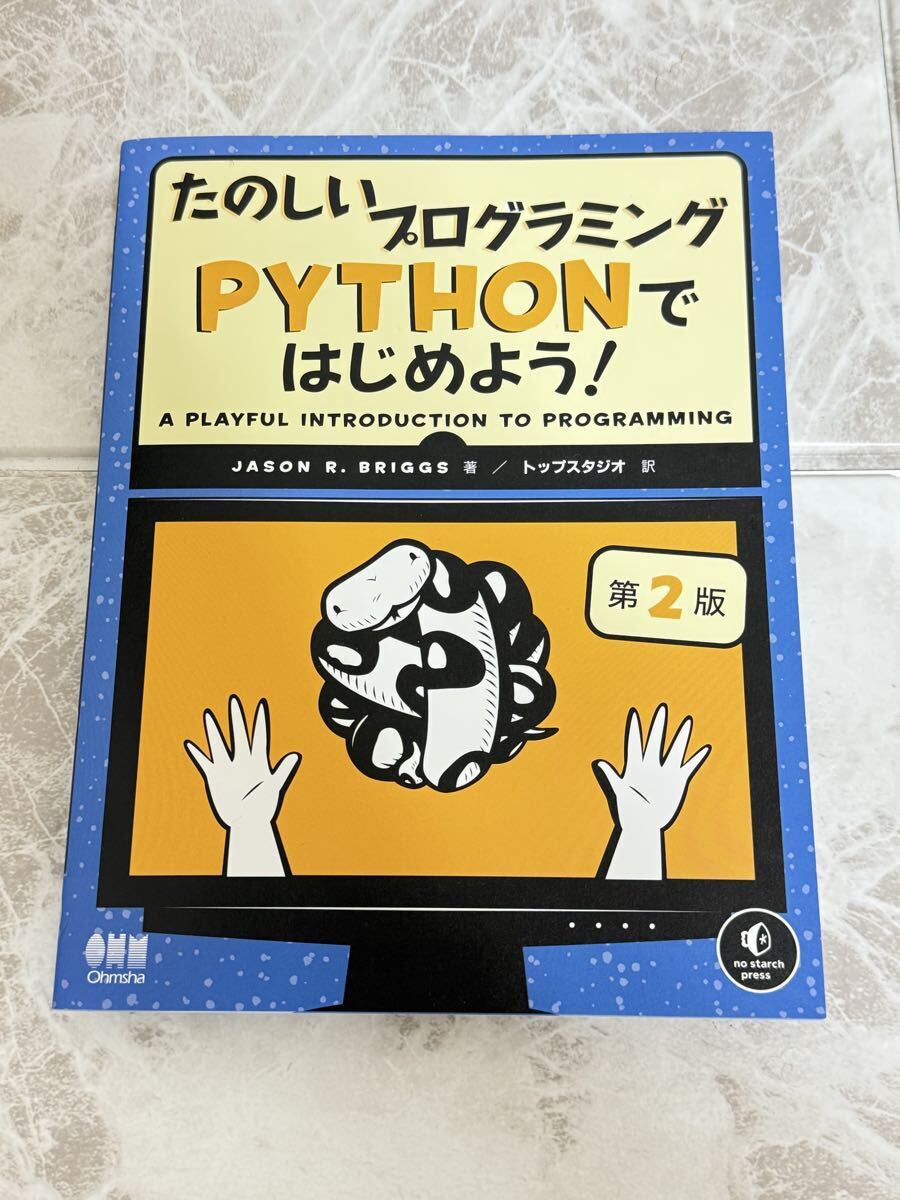 たのしい
プログラミング
PYTHONで
はじめよう!
A PLAYFUL INTRODUCTION TO PROGRAMMING
JASON R. BRIGGS 著 / トップスタジオ 訳
第2版
OHM
Ohmsha
no starch
press